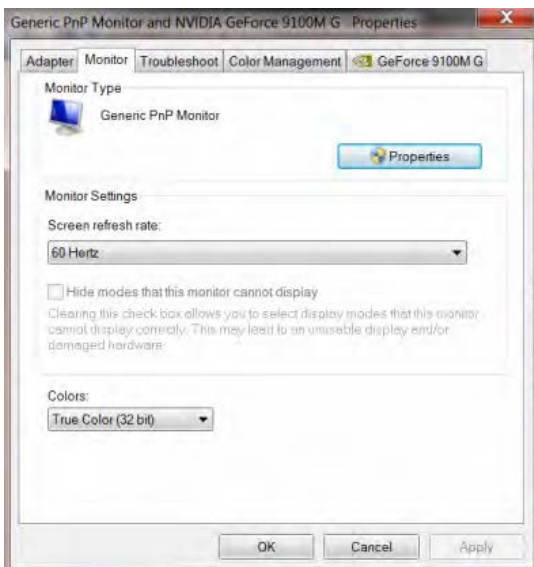 Generic PnP Monitor and NVIDIA GeForce 9100M G Properties
Adapter Monitor Troubleshoot Color Management GeForce 9100M G
Monitor Type
Generic PnP Monitor
Properties
Monitor Settings
Screen refresh rate:
60 Hertz
Hide modes that this monitor cannot display
Clearing this check box allows you to select display modes that this monitor
cannot display correctly. This may lead to an unusable display and/or
damaged hardware.
Colors:
True Color (32 bit)
OK Cancel Apply